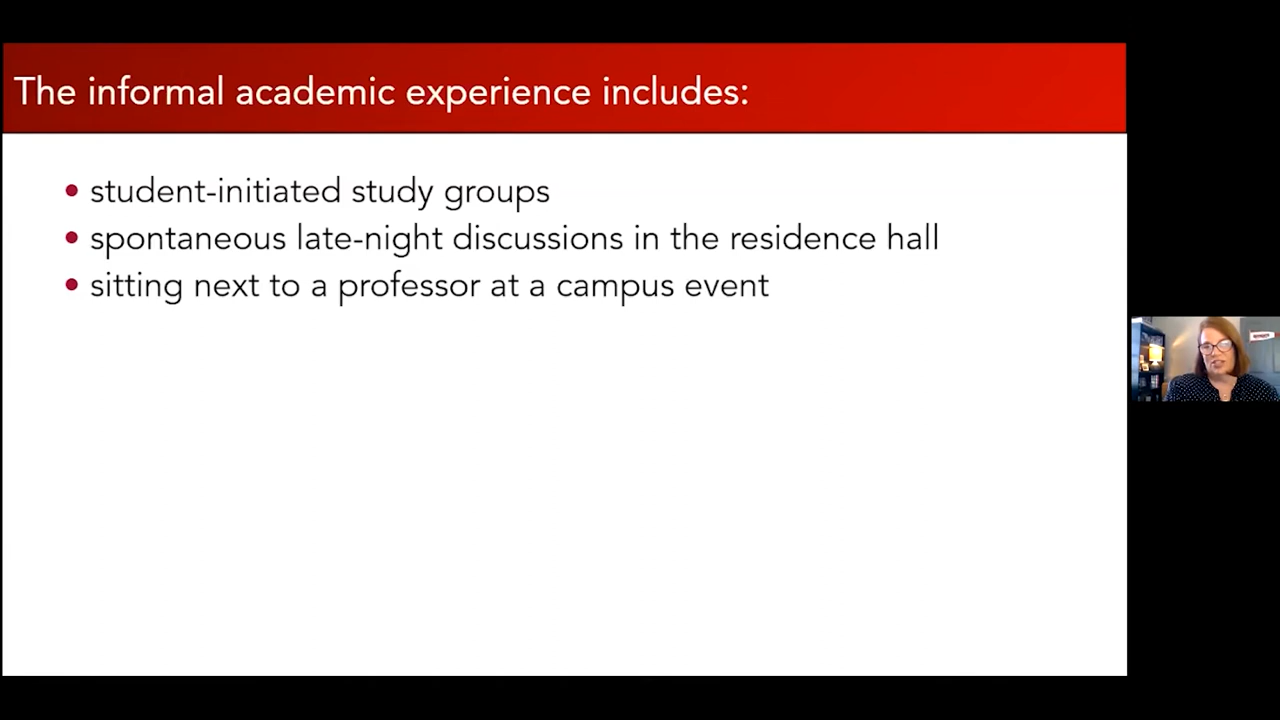 The informal academic experience includes:
• student-initiated study groups
• spontaneous late-night discussions in the residence hall
• sitting next to a professor at a campus event